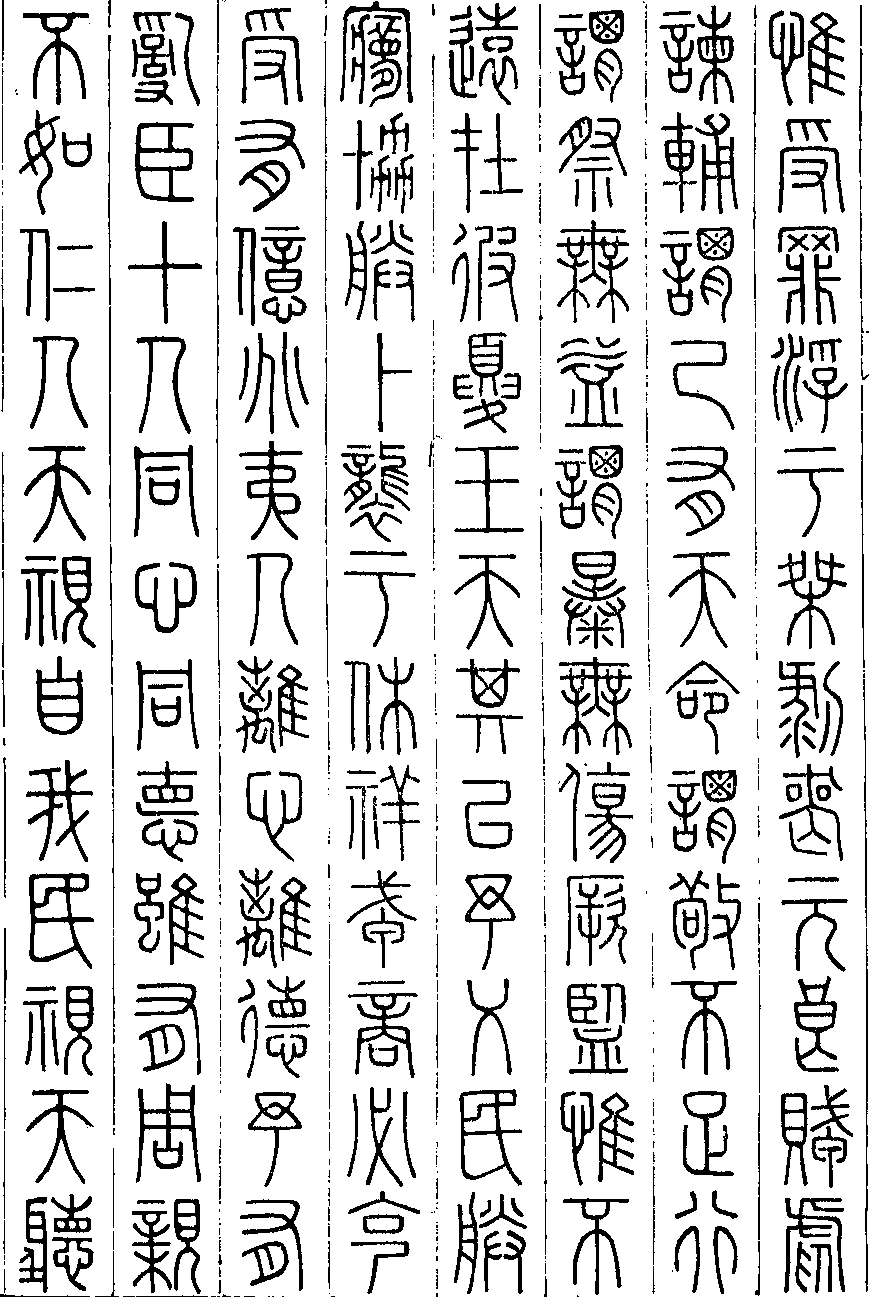 惟受罪浮于桀剝喪元良賊虐
諫輔謂己有天命謂敬不足行
謂祭無益謂暴無傷厥監惟不
遠在彼夏王天其以予乂民朕
夢協朕卜襲于休祥戎商必克
受有億兆夷人離心離德予有
亂臣十人同心同德雖有周親
不如仁人天視自我民視天聽